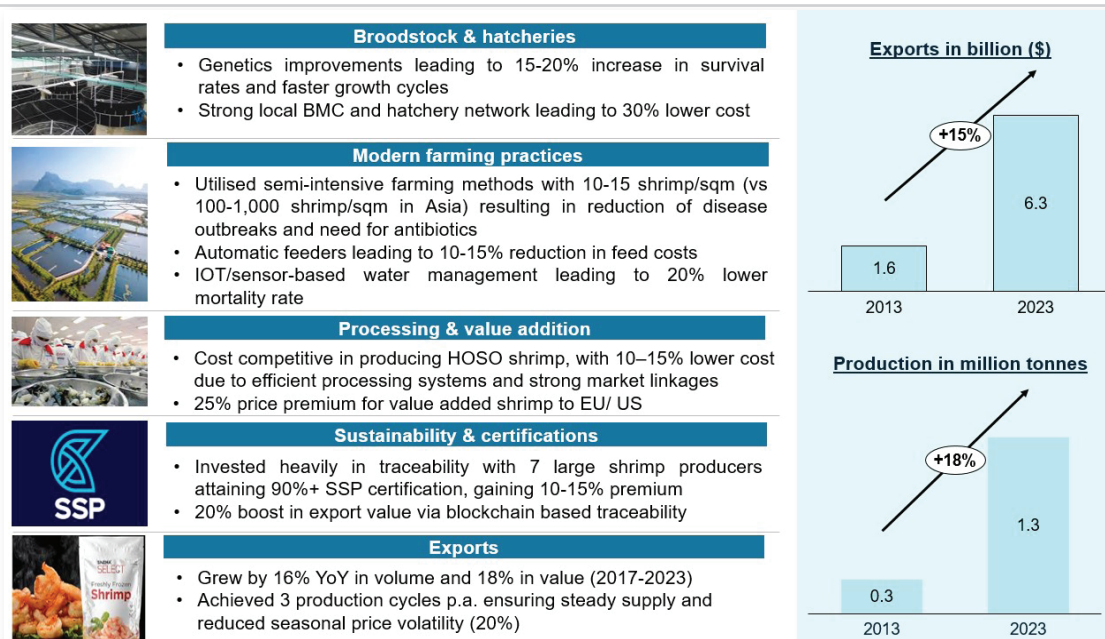 Broodstock & hatcheries
• Genetics improvements leading to 15-20% increase in survival
rates and faster growth cycles
• Strong local BMC and hatchery network leading to 30% lower cost
Modern farming practices
• Utilised semi-intensive farming methods with 10-15 shrimp/sqm (vs
100-1,000 shrimp/sqm in Asia) resulting in reduction of disease
outbreaks and need for antibiotics
• Automatic feeders leading to 10-15% reduction in feed costs
• IOT/sensor-based water management leading to 20% lower
mortality rate
Processing & value addition
• Cost competitive in producing HOSO shrimp, with 10–15% lower cost
due to efficient processing systems and strong market linkages
• 25% price premium for value added shrimp to EU/ US
SSP
Sustainability & certifications
• Invested heavily in traceability with 7 large shrimp producers
attaining 90%+ SSP certification, gaining 10-15% premium
• 20% boost in export value via blockchain based traceability
SELECT
Freshly Frozen
Shrimp
Exports
• Grew by 16% YoY in volume and 18% in value (2017-2023)
• Achieved 3 production cycles p.a. ensuring steady supply and
reduced seasonal price volatility (20%)
Exports in billion ($)
+15%
6.3
1.6
2013 2023
Production in million tonnes
+18%
1.3
0.3
2013 2023